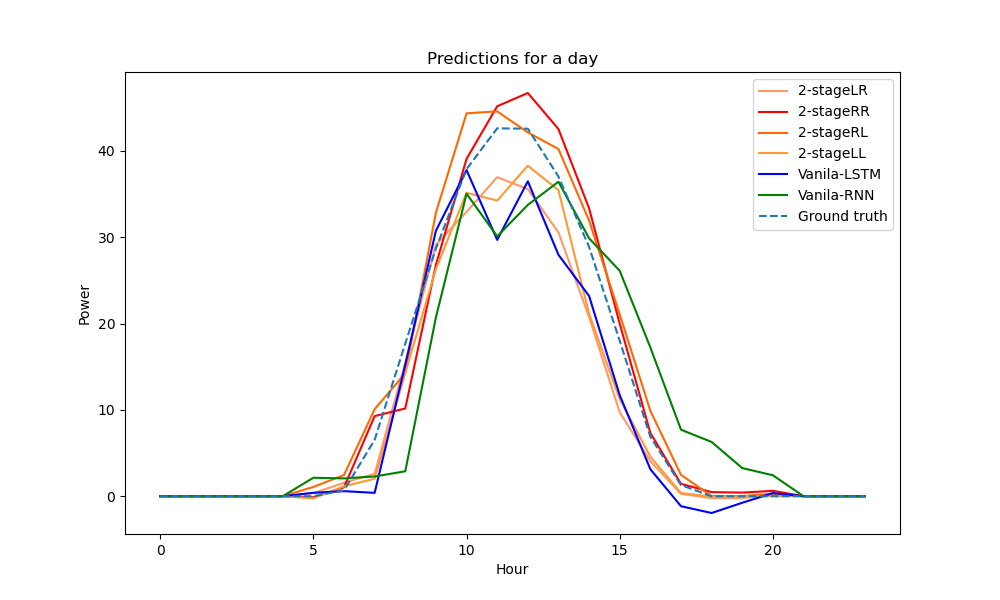 Predictions for a day
2-stageLR
2-stageRR
2-stageRL
2-stageLL
Vanila-LSTM
Vanila-RNN
Ground truth
Power
40
30
20
10
0
0 5 10 15 20
Hour